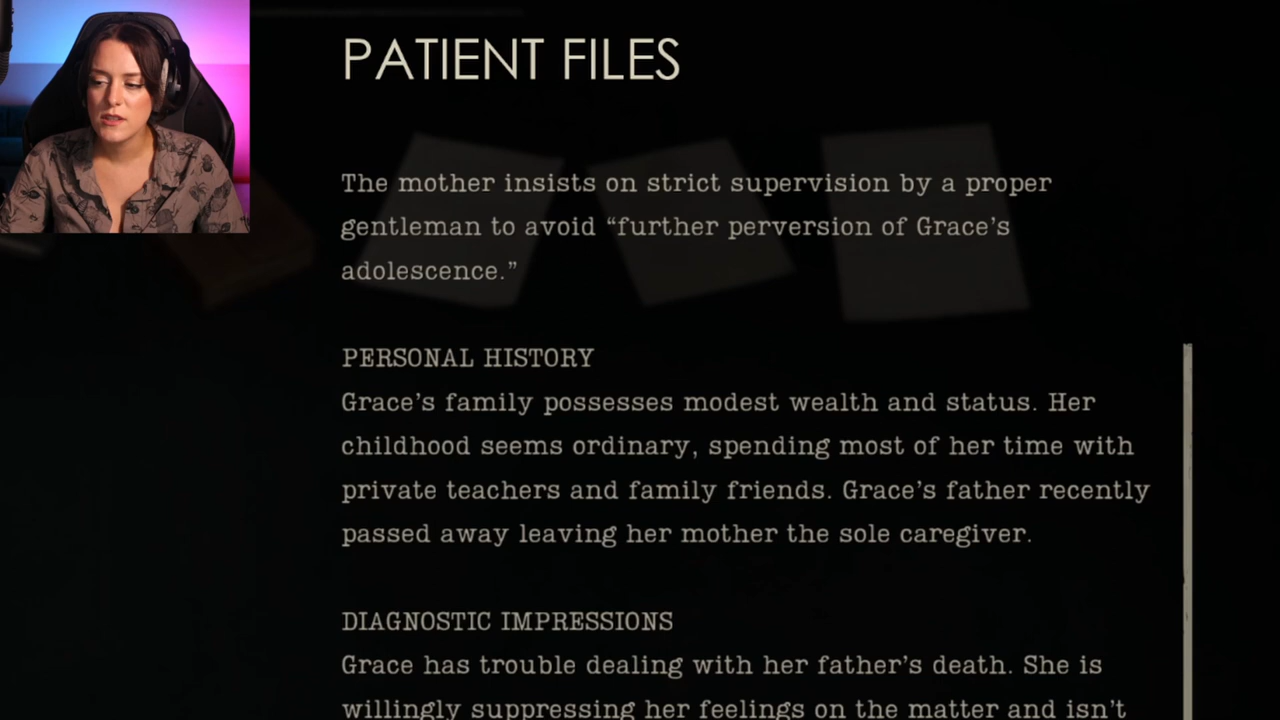 PATIENT FILES
The mother insists on strict supervision by a proper
gentleman to avoid “further perversion of Grace’s
adolescence.”
PERSONAL HISTORY
Grace’s family possesses modest wealth and status. Her
childhood seems ordinary, spending most of her time with
private teachers and family friends. Grace’s father recently
passed away leaving her mother the sole caregiver.
DIAGNOSTIC IMPRESSIONS
Grace has trouble dealing with her father’s death. She is
willingly suppressing her feelings on the matter and isn’t